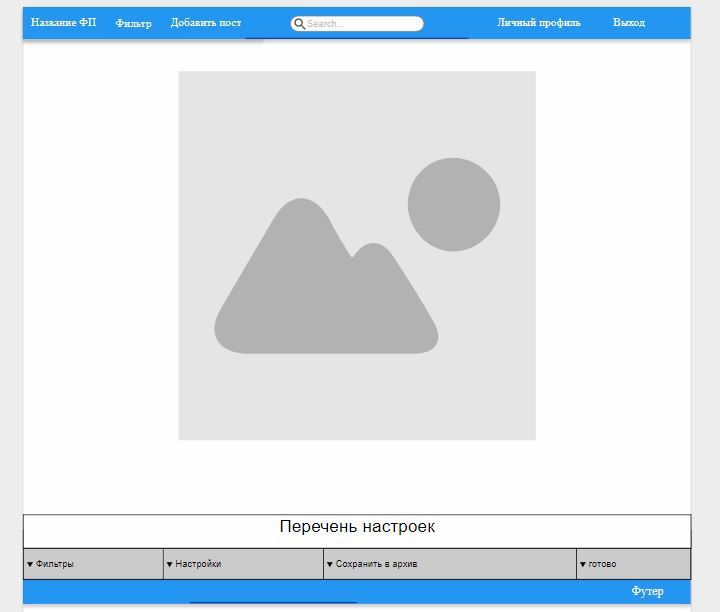 Название ФП Фильтр Добавить пост Search... Личный профиль Выход
Перечень настроек
Фильтры Настройки Сохранить в архив готово
Футер